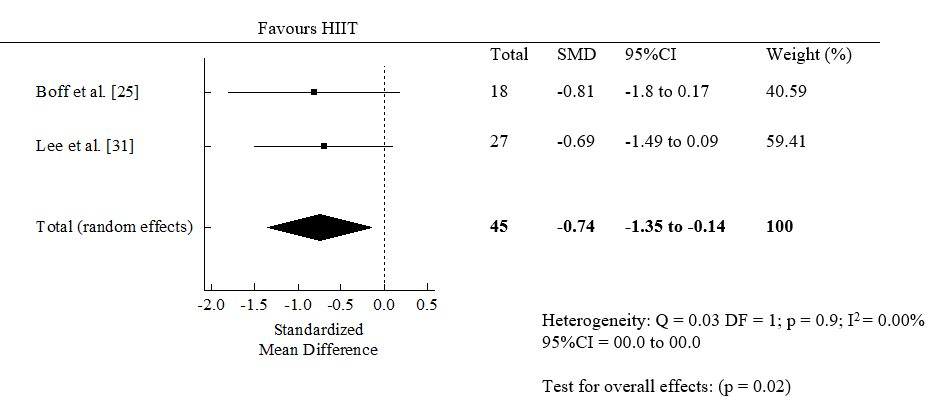 Favours HIIT
Total SMD 95%CI Weight (%)
Boff et al. [25] 18 -0.81 -1.8 to 0.17 40.59
Lee et al. [31] 27 -0.69 -1.49 to 0.09 59.41
Total (random effects) 45 -0.74 -1.35 to -0.14 100
-2.0 -1.5 -1.0 -0.5 0.0 0.5
Standardized
Mean Difference
Heterogeneity: Q = 0.03 DF = 1; p = 0.9; I² = 0.00%
95%CI = 00.0 to 00.0
Test for overall effects: (p = 0.02)